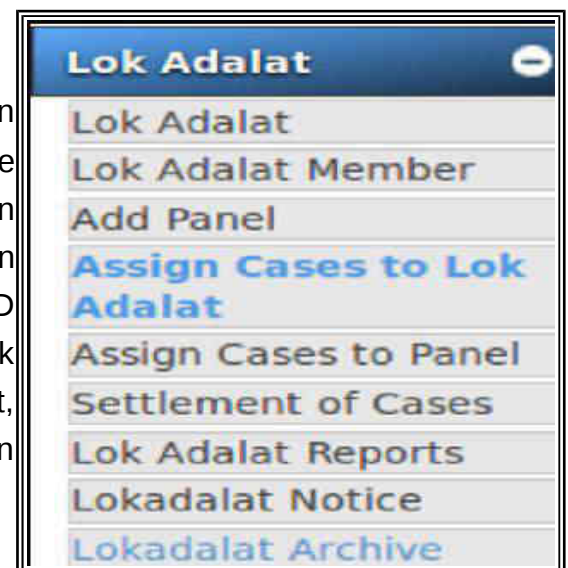 Lok Adalat
Lok Adalat
Lok Adalat Member
Add Panel
Assign Cases to Lok
Adalat
Assign Cases to Panel
Settlement of Cases
Lok Adalat Reports
Lokadalat Notice
Lokadalat Archive